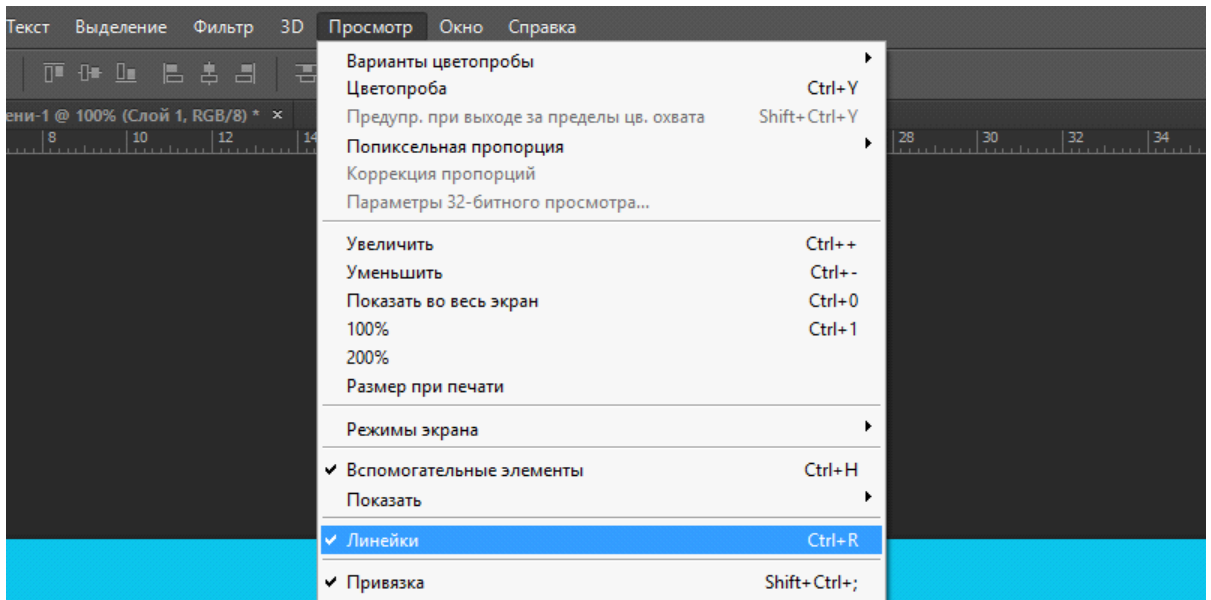 Текст Выделение Фильтр 3D Просмотр Окно Справка
Варианты цветопробы
Цветопроба Ctrl+Y
ени-1 @ 100% (Слой 1, RGB/8) * ×
Предупр. при выходе за пределы цв. охвата Shift+Ctrl+Y
8 10 12 14 28 30 32 34
Попиксельная пропорция
Коррекция пропорций
Параметры 32-битного просмотра...
Увеличить Ctrl++
Уменьшить Ctrl+-
Показать во весь экран Ctrl+0
100% Ctrl+1
200%
Размер при печати
Режимы экрана
Вспомогательные элементы Ctrl+H
Показать
Линейки Ctrl+R
Привязка Shift+Ctrl+;